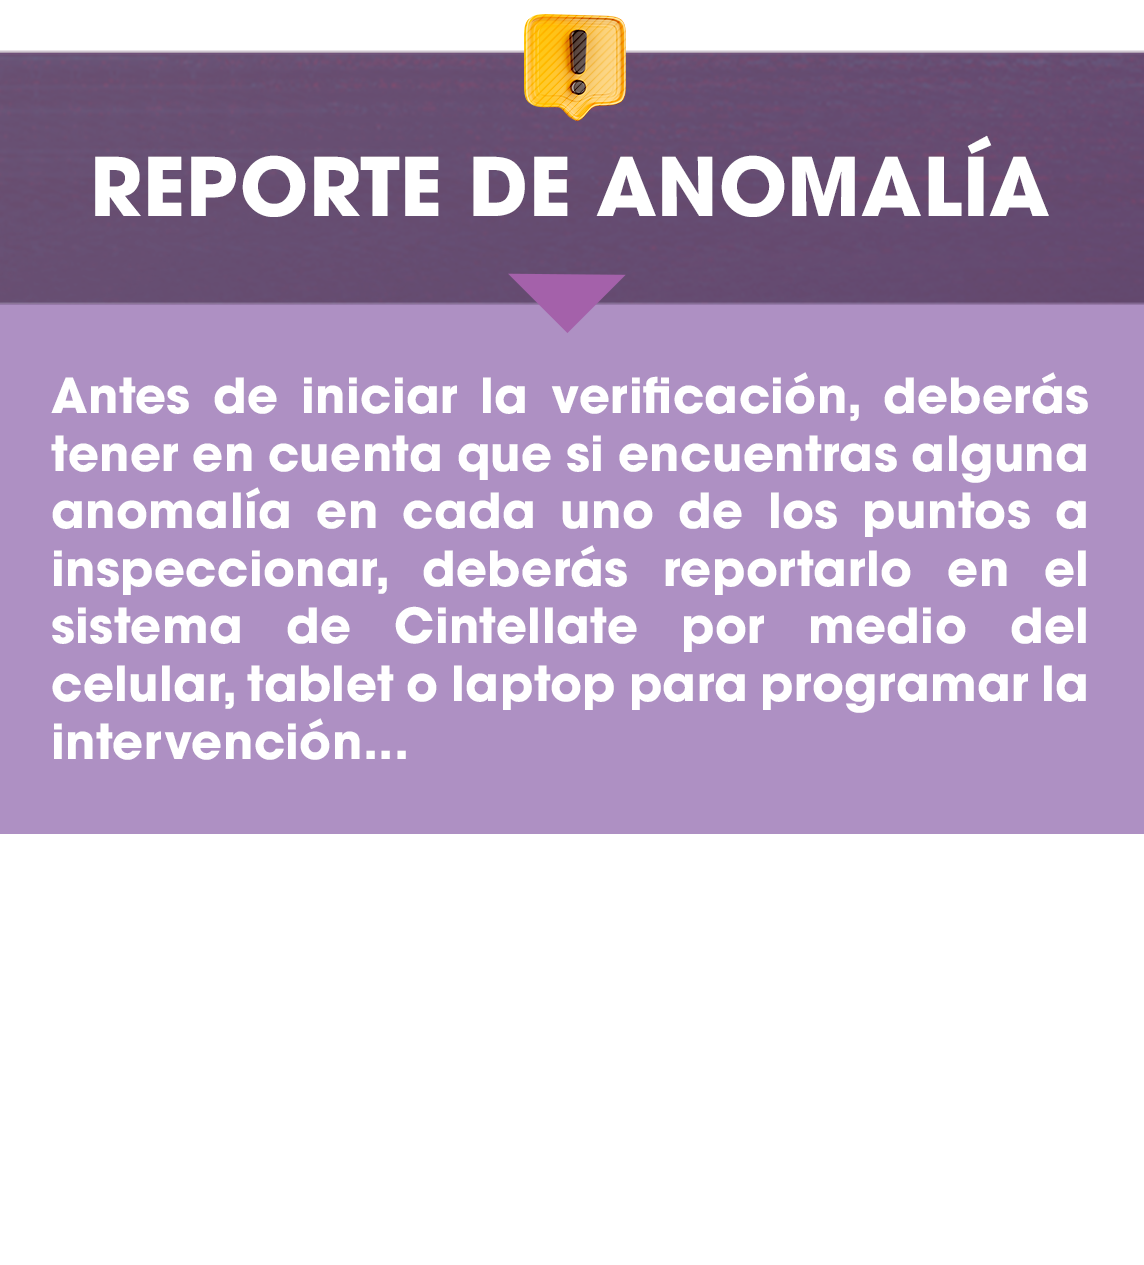 REPORTE DE ANOMALÍA
Antes de iniciar la verificación, deberás
tener en cuenta que si encuentras alguna
anomalía en cada uno de los puntos a
inspeccionar, deberás reportarlo en el
sistema de Cintellate por medio del
celular, tablet o laptop para programar la
intervención...